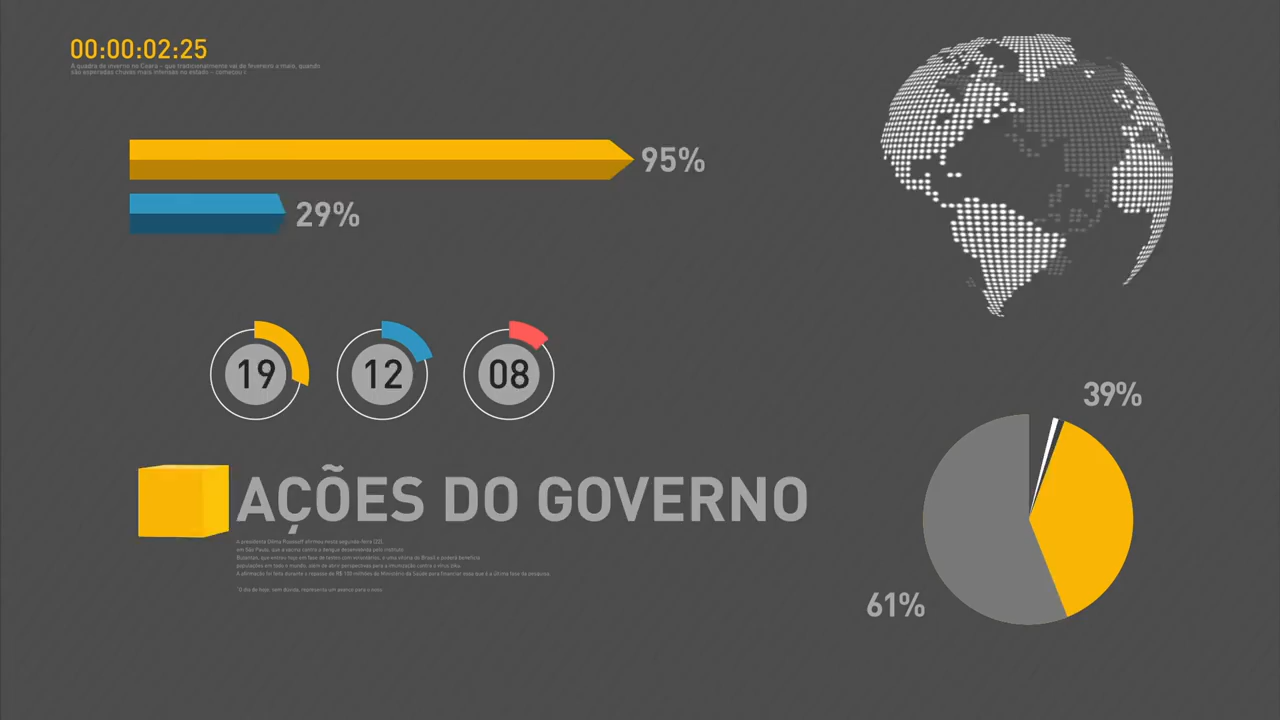 00:00:02:25
A quadra de inverno no Ceara – que tradicionalmente vai de fevereiro a maio, quando
são esperadas chuvas mais intensas no estado – começou
95%
29%
19 12 08
39%
AÇÕES DO GOVERNO
A presidente Dilma Rousseff afirmou nesta segunda-feira (22),
em São Paulo, que a vacina contra a dengue desenvolvida pelo Instituto
Butantan, que entrou hoje em fase de testes com voluntários, é uma vitória do Brasil e poderá beneficiar
populações em todo o mundo, além de abrir perspectivas para a imunização contra o vírus zika.
A afirmação foi feita durante o repasse de R$ 100 milhões do Ministério da Saúde para financiar essa que é a última fase da pesquisa.
"O dia de hoje, sem dúvida, representa um avanço para o novo
61%